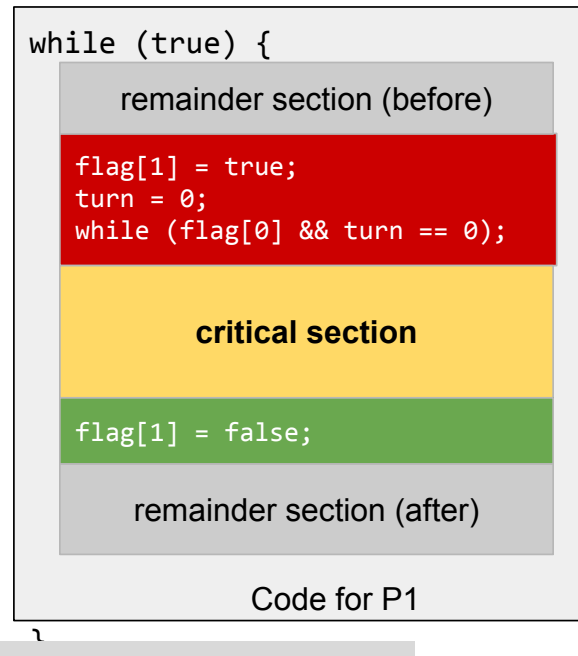 while (true) {
remainder section (before)
flag[1] = true;
turn = 0;
while (flag[0] && turn == 0);
critical section
flag[1] = false;
remainder section (after)
Code for P1
}